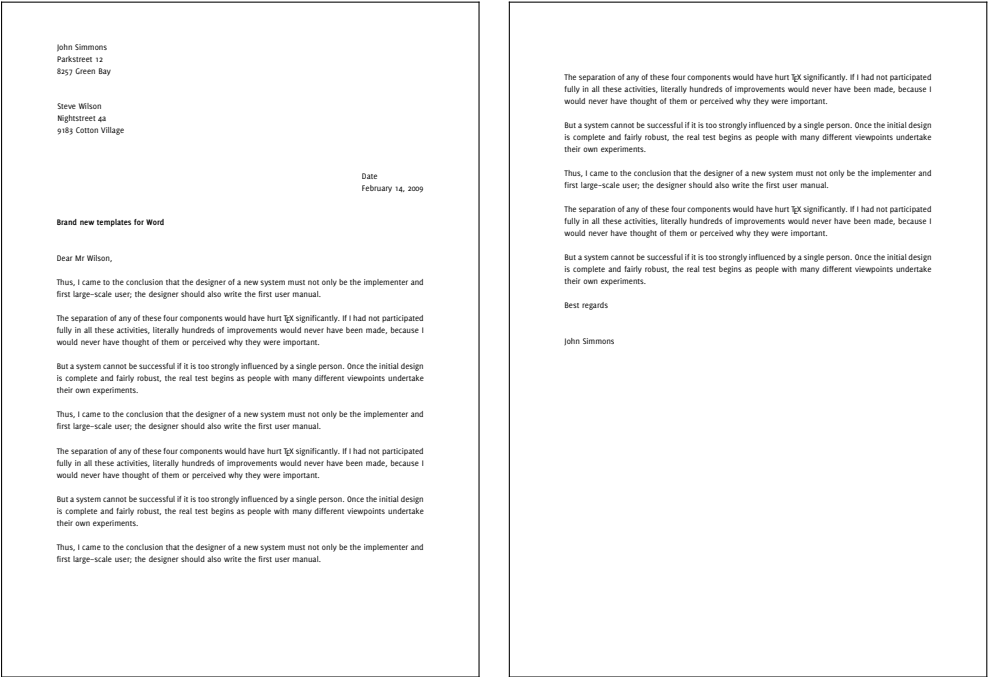 John Simmons
Parkstreet 12
8257 Green Bay
Steve Wilson
Nightstreet 4a
9183 Cotton Village
Date
February 14, 2009
Brand new templates for Word
Dear Mr Wilson,
Thus, I came to the conclusion that the designer of a new system must not only be the implementer and
first large-scale user; the designer should also write the first user manual.
The separation of any of these four components would have hurt TEX significantly. If I had not participated
fully in all these activities, literally hundreds of improvements would never have been made, because I
would never have thought of them or perceived why they were important.
But a system cannot be successful if it is too strongly influenced by a single person. Once the initial design
is complete and fairly robust, the real test begins as people with many different viewpoints undertake
their own experiments.
Thus, I came to the conclusion that the designer of a new system must not only be the implementer and
first large-scale user; the designer should also write the first user manual.
The separation of any of these four components would have hurt TEX significantly. If I had not participated
fully in all these activities, literally hundreds of improvements would never have been made, because I
would never have thought of them or perceived why they were important.
But a system cannot be successful if it is too strongly influenced by a single person. Once the initial design
is complete and fairly robust, the real test begins as people with many different viewpoints undertake
their own experiments.
Thus, I came to the conclusion that the designer of a new system must not only be the implementer and
first large-scale user; the designer should also write the first user manual.
The separation of any of these four components would have hurt TEX significantly. If I had not participated
fully in all these activities, literally hundreds of improvements would never have been made, because I
would never have thought of them or perceived why they were important.
But a system cannot be successful if it is too strongly influenced by a single person. Once the initial design
is complete and fairly robust, the real test begins as people with many different viewpoints undertake
their own experiments.
Thus, I came to the conclusion that the designer of a new system must not only be the implementer and
first large-scale user; the designer should also write the first user manual.
The separation of any of these four components would have hurt TEX significantly. If I had not participated
fully in all these activities, literally hundreds of improvements would never have been made, because I
would never have thought of them or perceived why they were important.
But a system cannot be successful if it is too strongly influenced by a single person. Once the initial design
is complete and fairly robust, the real test begins as people with many different viewpoints undertake
their own experiments.
Best regards
John Simmons